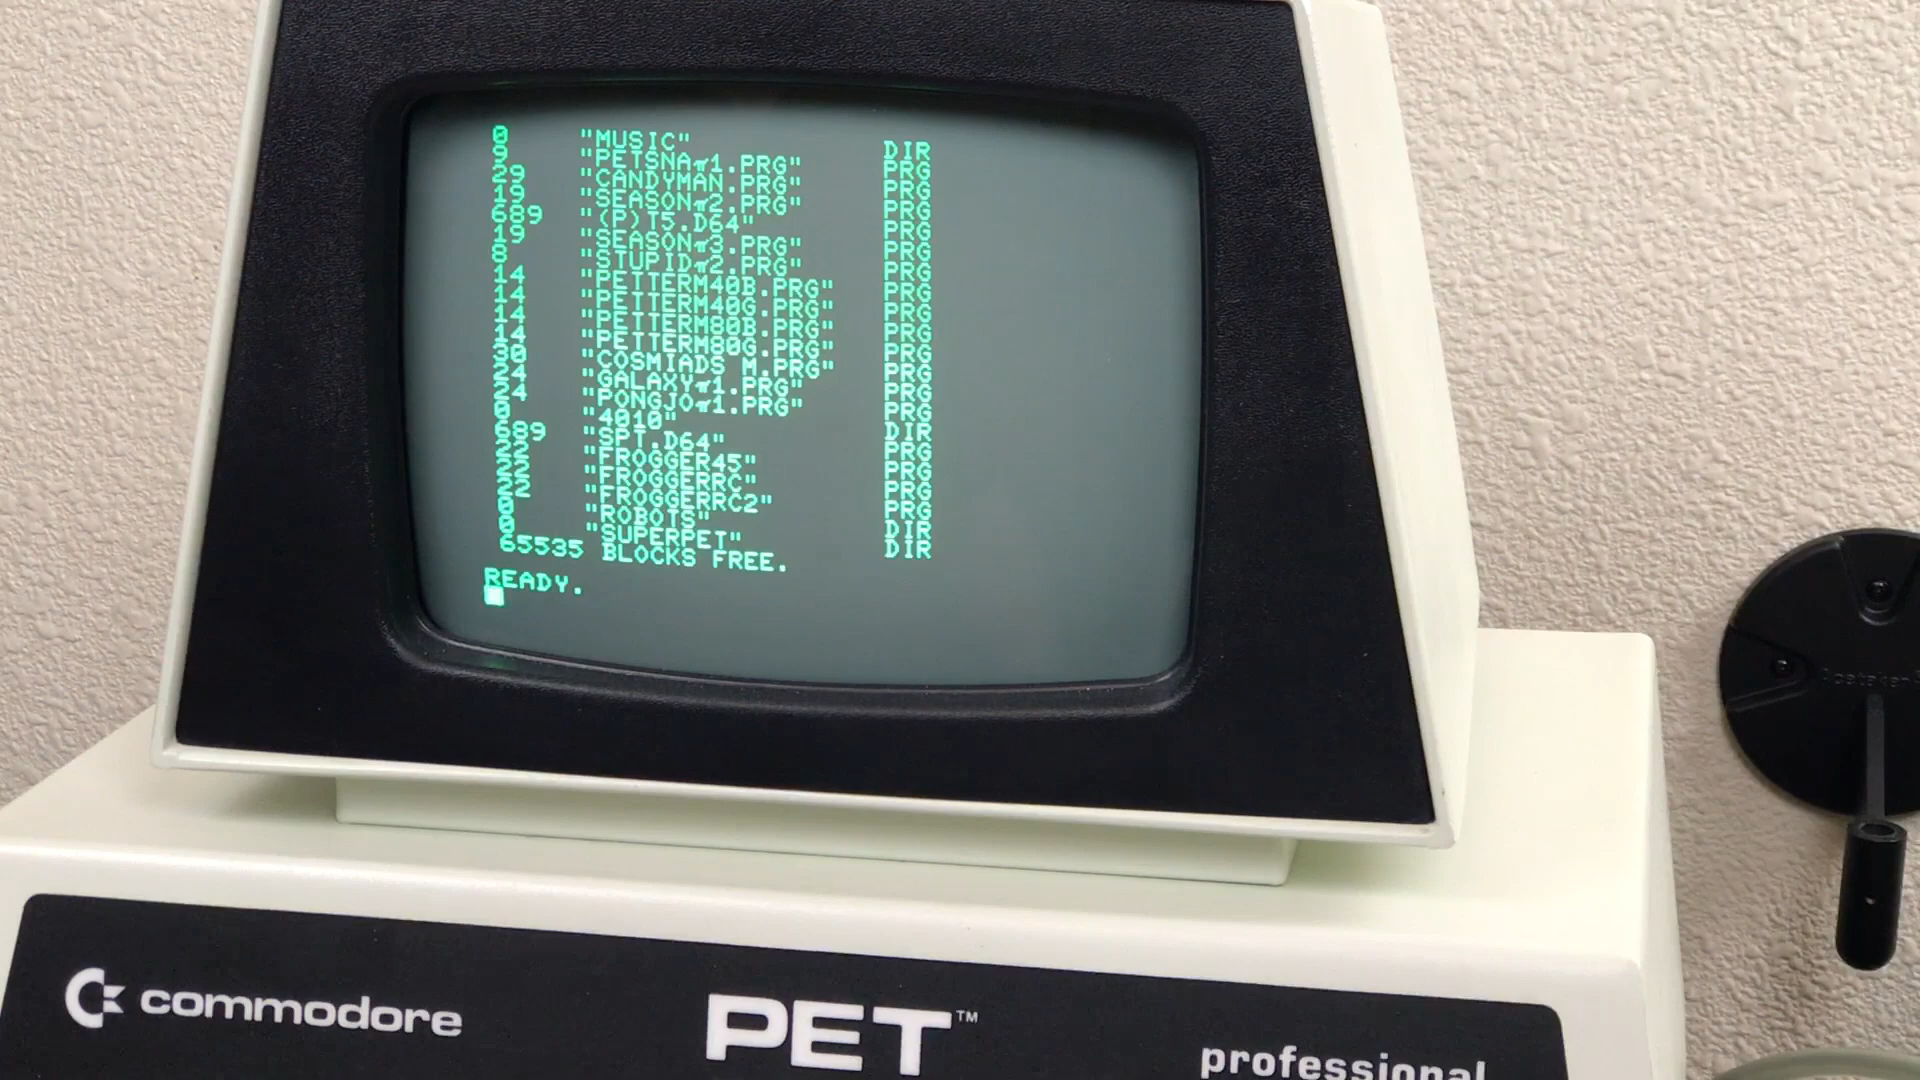 0 "MUSIC" DIR
9 "PETSNAπ1.PRG" PRG
29 "CANDYMAN.PRG" PRG
19 "SEASONπ2.PRG" PRG
689 "(P)T5.D64" PRG
19 "SEASONπ3.PRG" PRG
8 "STUPIDπ2.PRG" PRG
14 "PETTERM40B.PRG" PRG
14 "PETTERM40G.PRG" PRG
14 "PETTERM80B.PRG" PRG
14 "PETTERM80G.PRG" PRG
30 "COSMIADS M.PRG" PRG
24 "GALAXYπ1.PRG" PRG
24 "PONGJOπ1.PRG" PRG
0 "4010" DIR
689 "SPT.D64" PRG
22 "FROGGER45" PRG
22 "FROGGERRC" PRG
22 "FROGGERRC2" PRG
0 "ROBOTS" DIR
0 "SUPERPET" DIR
65535 BLOCKS FREE.
READY.
commodore
PET™
professional